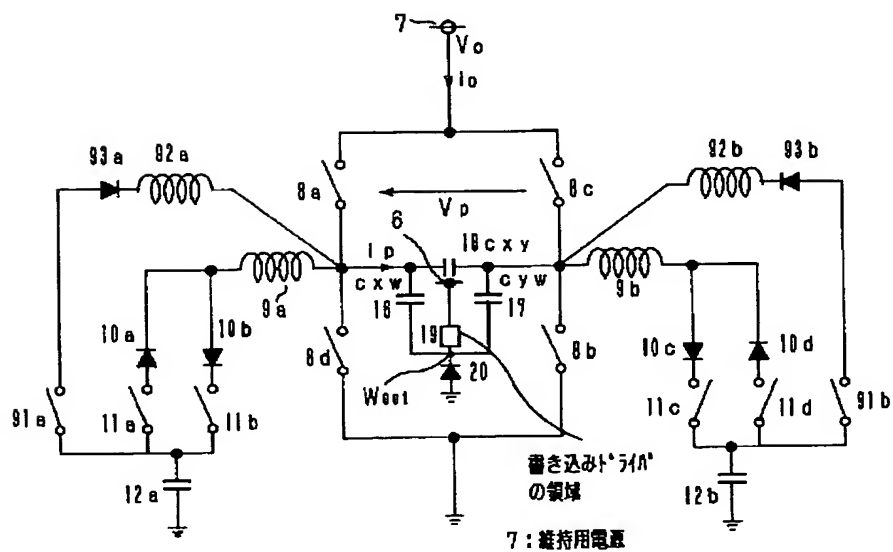 7
Vo
io
93a
92a
92b
93b
8a
8c
Vp
6
Ip
18cxy
cxw
cyw
9a
16
17
9b
10a
10b
8d
19
8b
10c
10d
91a
11a
11b
20
Wout
11c
11d
91b
書き込みドライバ
の領域
12a
12b
7:維持用電源